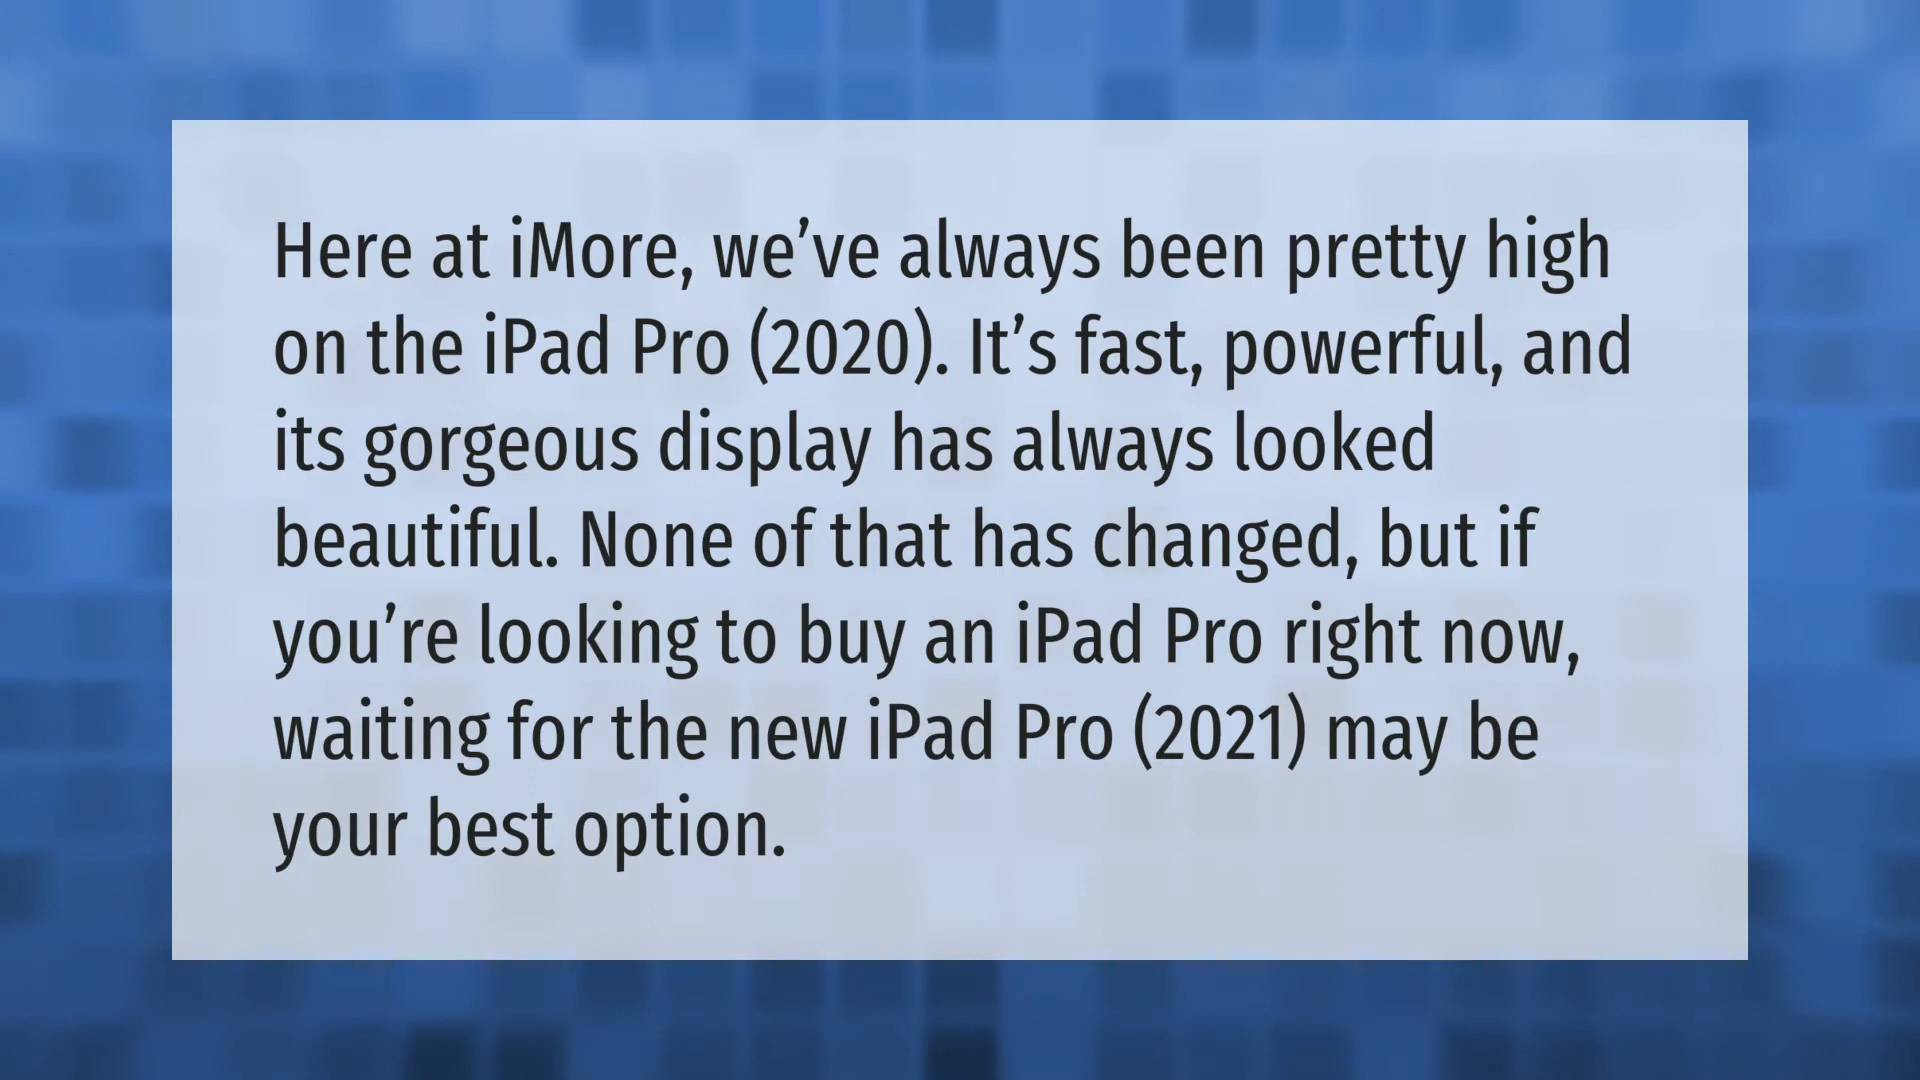 Here at iMore, we’ve always been pretty high
on the iPad Pro (2020). It’s fast, powerful, and
its gorgeous display has always looked
beautiful. None of that has changed, but if
you’re looking to buy an iPad Pro right now,
waiting for the new iPad Pro (2021) may be
your best option.